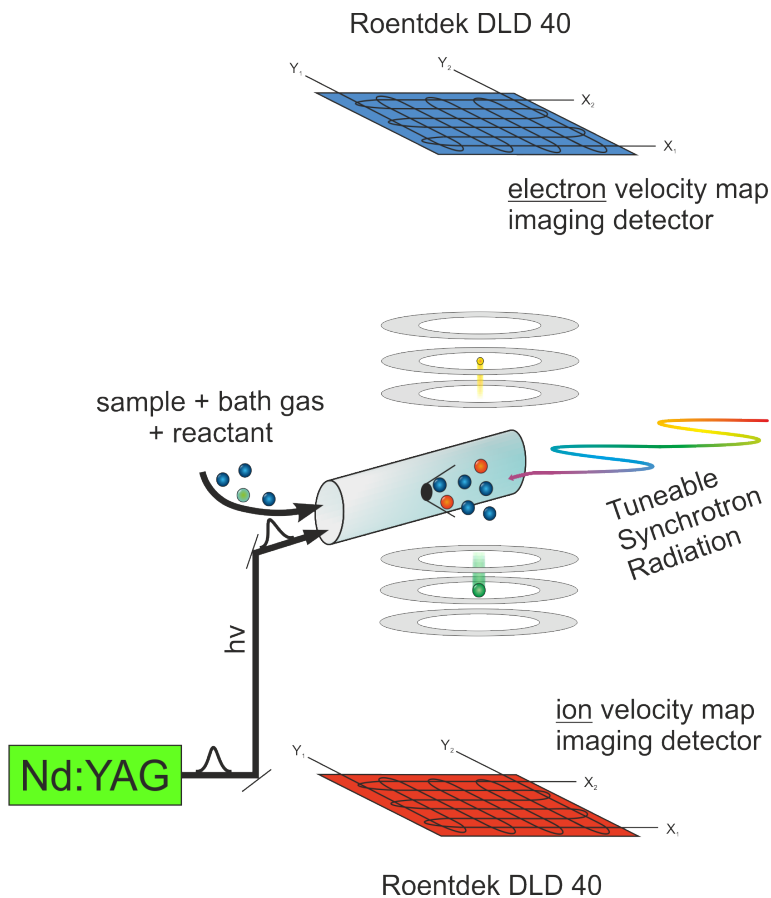 Roentdek DLD 40
Y₁
Y₂
X₂
X₁
electron velocity map
imaging detector
sample + bath gas
+ reactant
Tuneable
Synchrotron
Radiation
hν
ion velocity map
imaging detector
Nd:YAG
Y₁
Y₂
X₂
X₁
Roentdek DLD 40